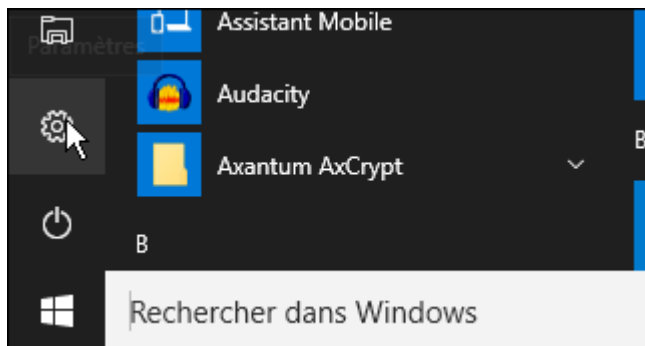 Assistant Mobile
Paramètres
Audacity
Axantum AxCrypt
B
B
Rechercher dans Windows